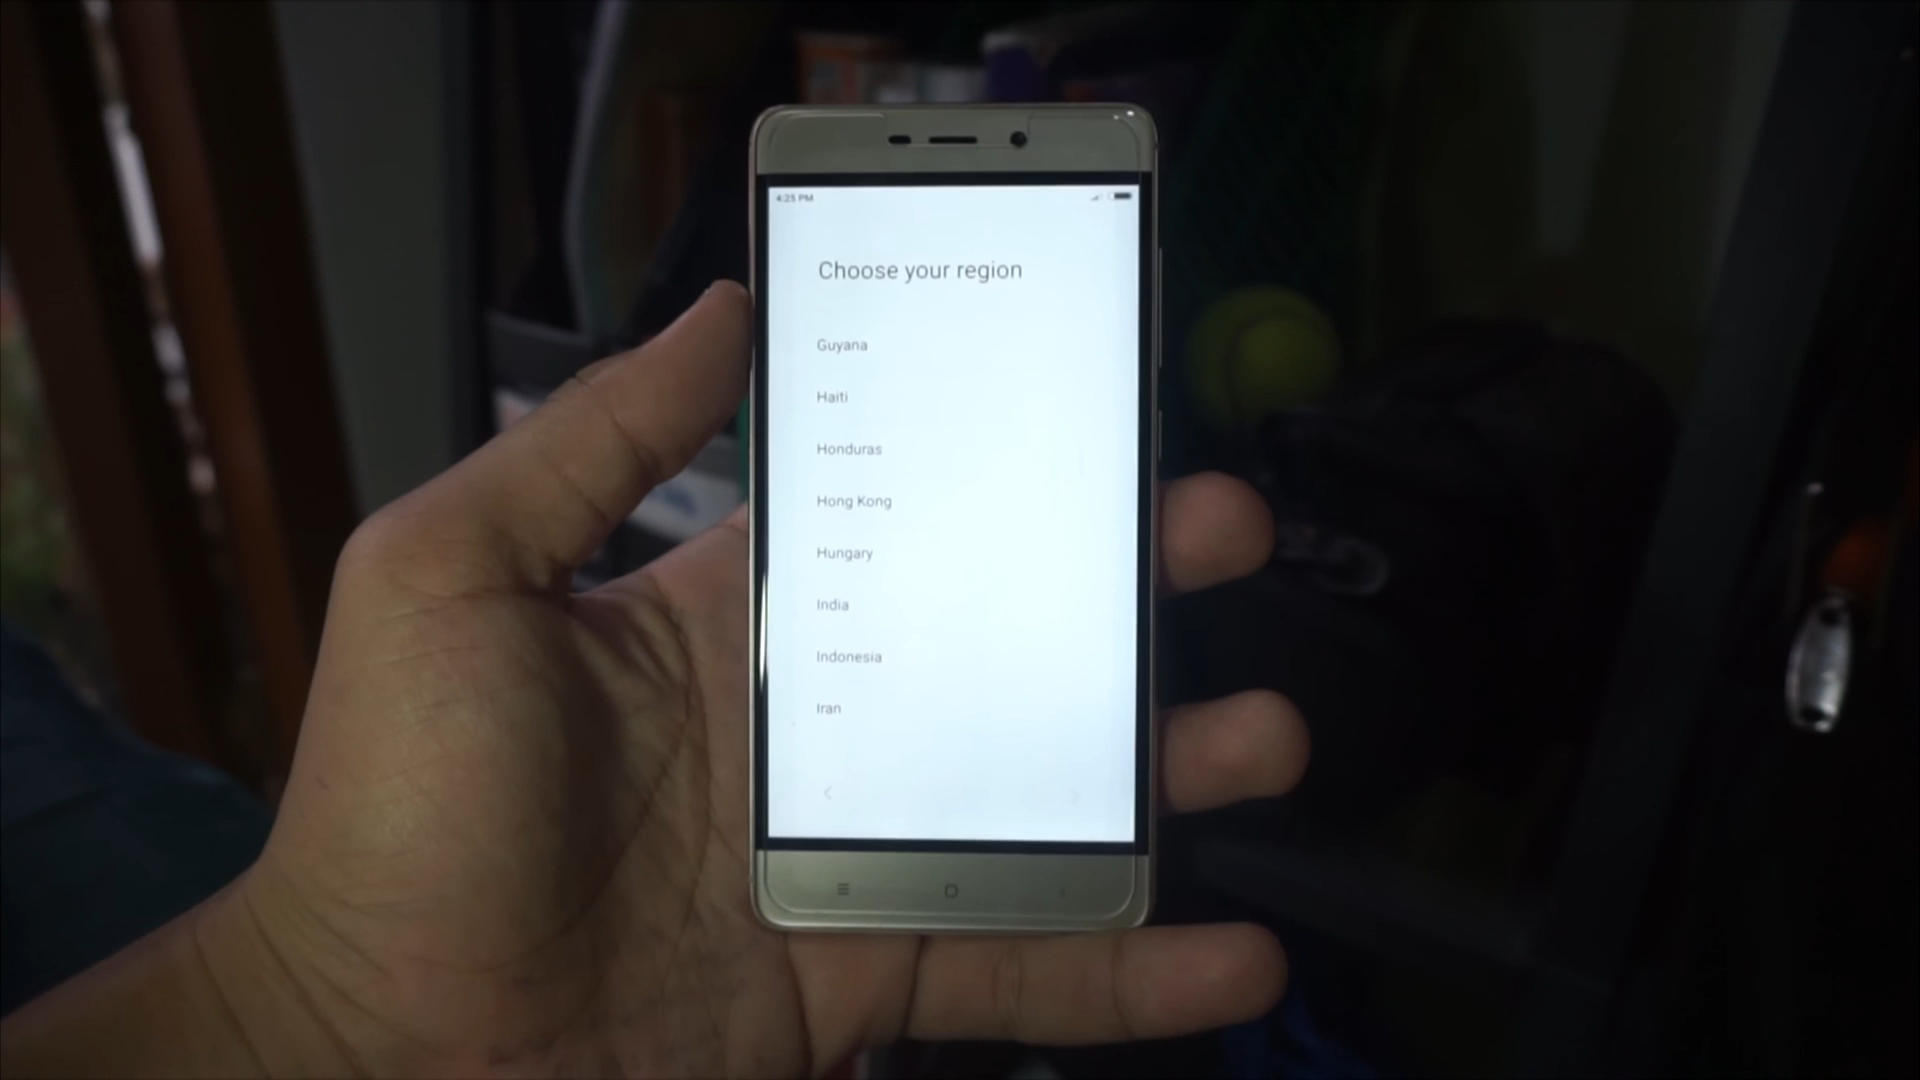 4:25 PM
Choose your region
Guyana
Haiti
Honduras
Hong Kong
Hungary
India
Indonesia
Iran